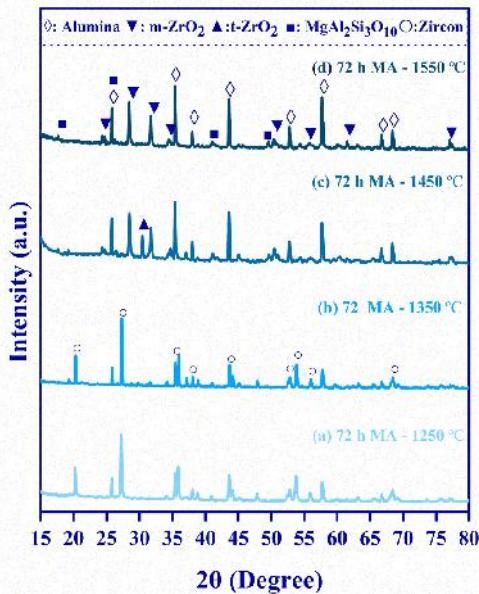 ◊: Alumina ▼: m-ZrO2 ▲:t-ZrO2 ■: MgAl2Si3O10 ○:Zircon
(d) 72 h MA - 1550 °C
(c) 72 h MA - 1450 °C
(b) 72 MA - 1350 °C
(a) 72 h MA - 1250 °C
Intensity (a.u.)
15 20 25 30 35 40 45 50 55 60 65 70 75 80
2θ (Degree)